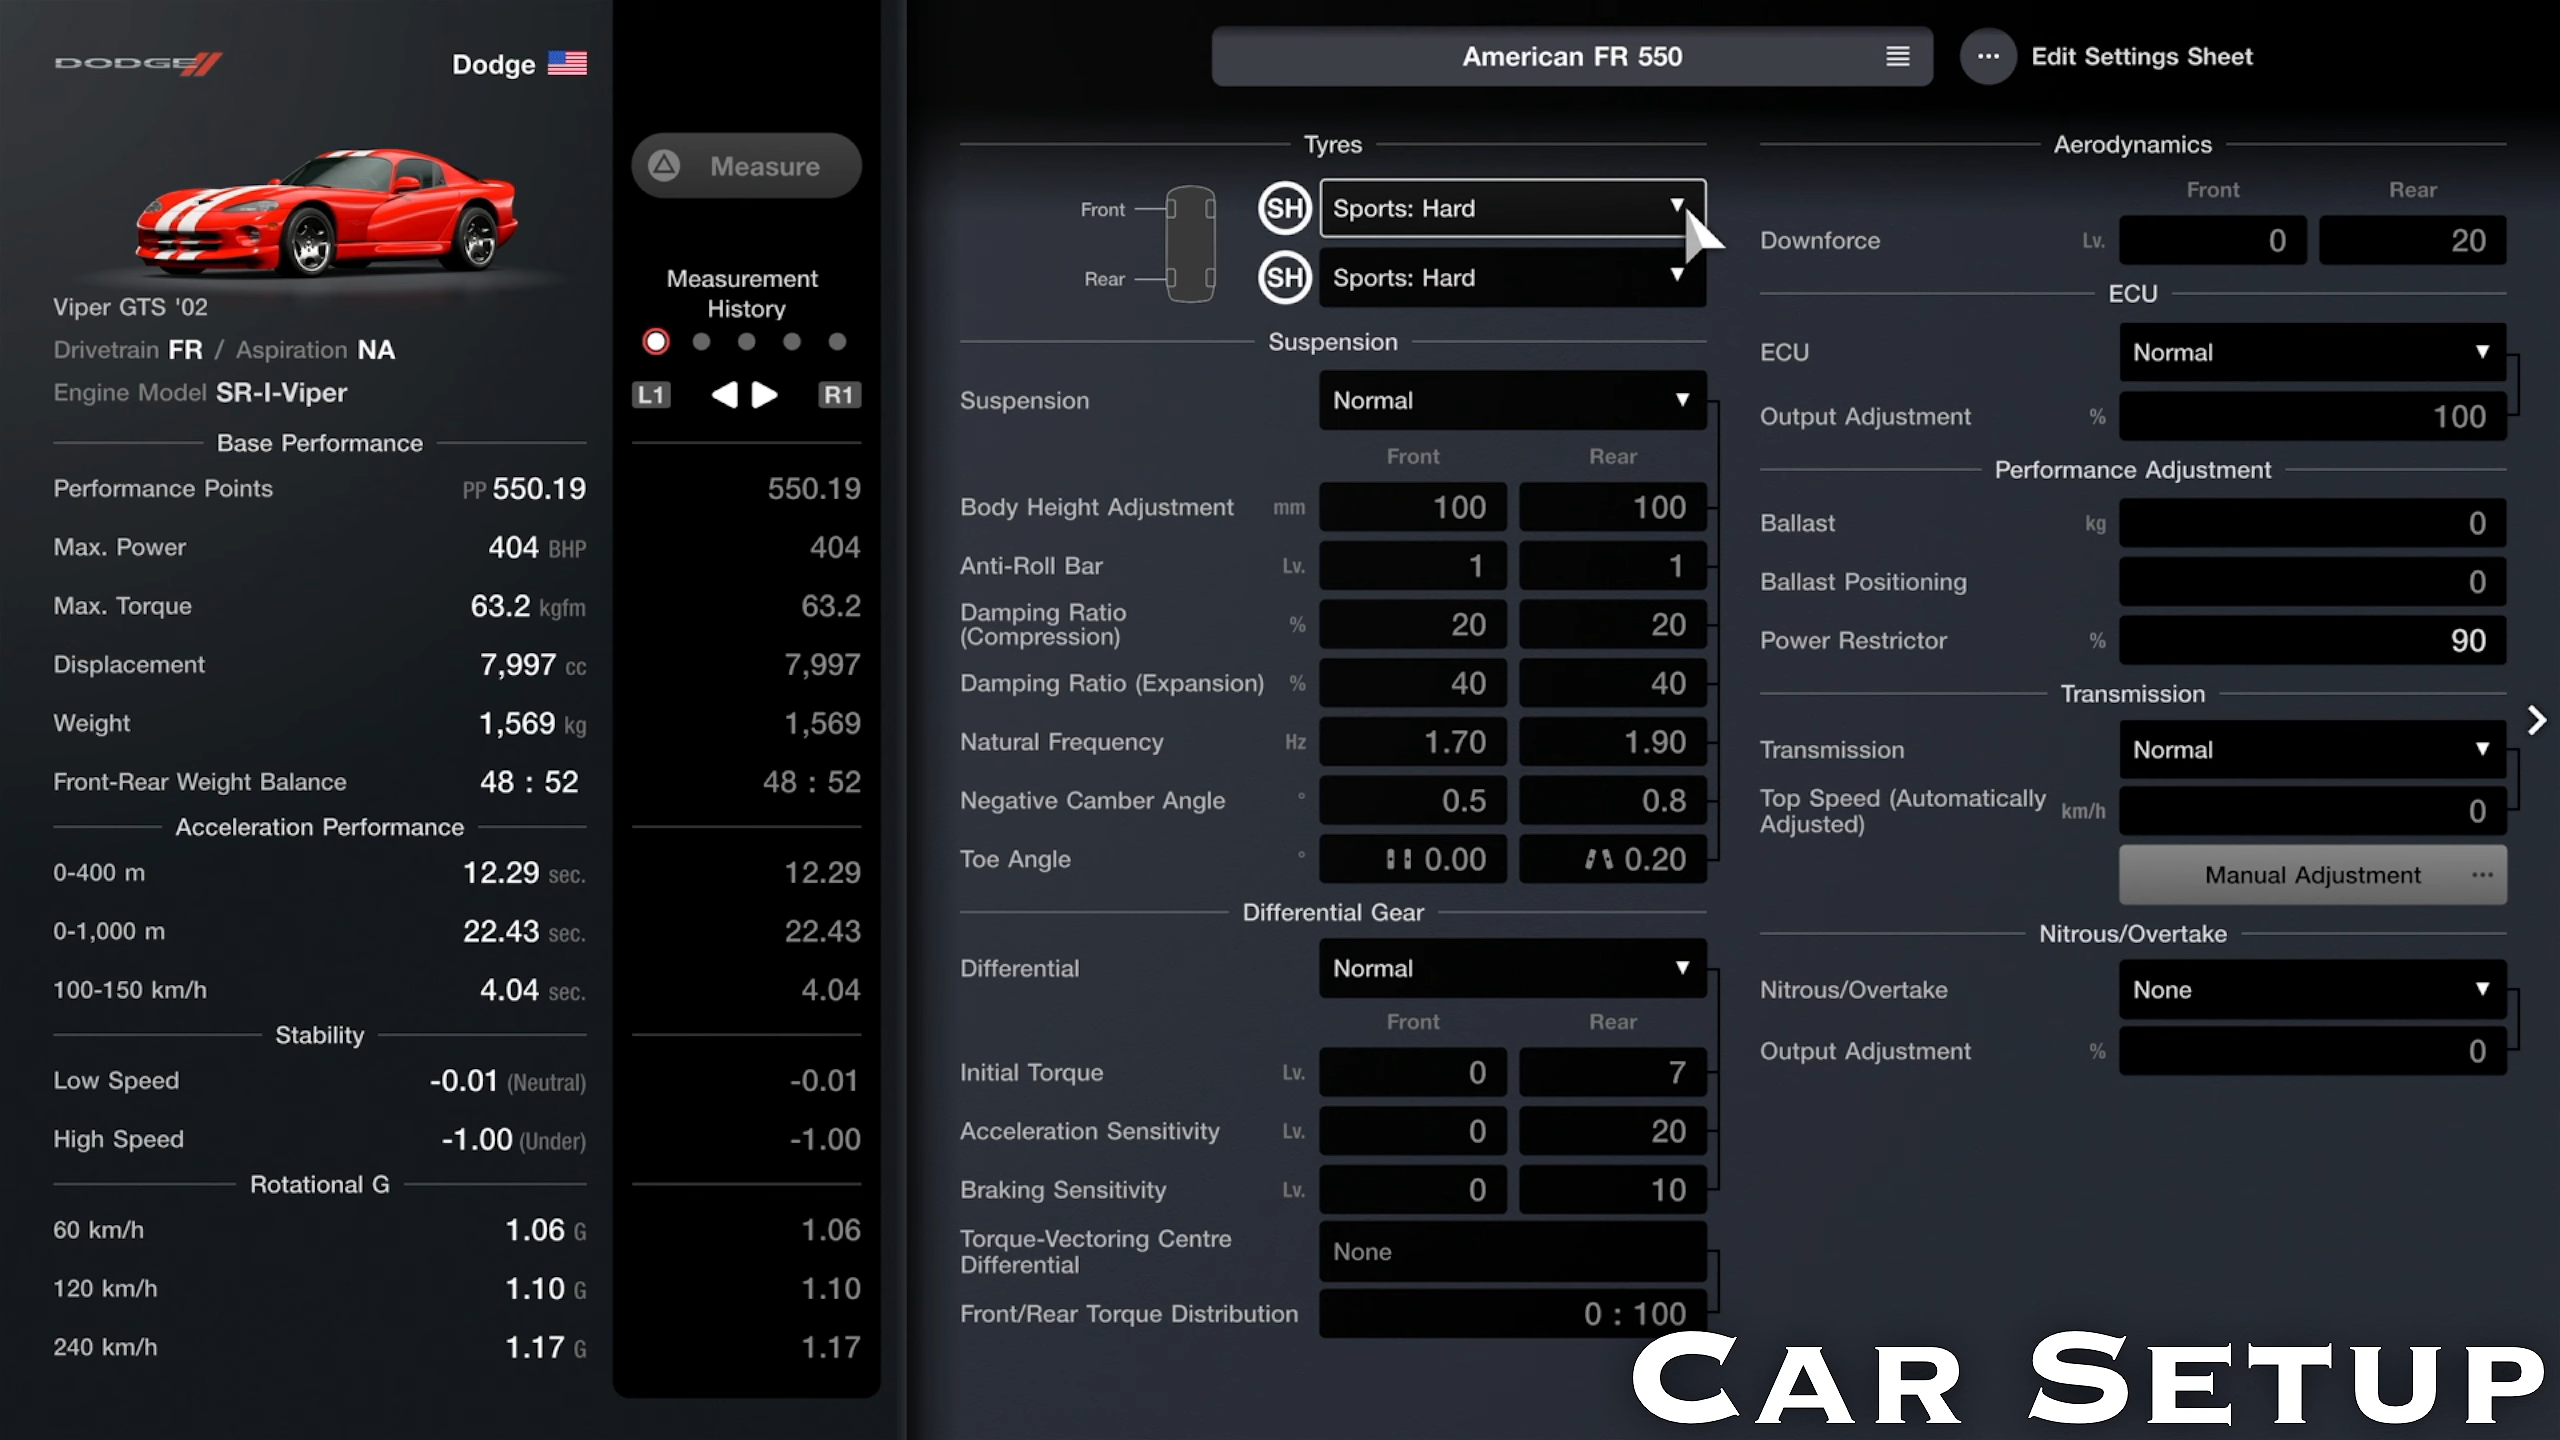 DODGE
Dodge
Viper GTS '02
Drivetrain FR / Aspiration NA
Engine Model SR-I-Viper
Base Performance
Performance Points PP 550.19
Max. Power 404 BHP
Max. Torque 63.2 kgfm
Displacement 7,997 cc
Weight 1,569 kg
Front-Rear Weight Balance 48 : 52
Acceleration Performance
0-400 m 12.29 sec.
0-1,000 m 22.43 sec.
100-150 km/h 4.04 sec.
Stability
Low Speed -0.01 (Neutral)
High Speed -1.00 (Under)
Rotational G
60 km/h 1.06 G
120 km/h 1.10 G
240 km/h 1.17 G
Measure
Measurement
History
L1 R1
550.19
404
63.2
7,997
1,569
48 : 52
12.29
22.43
4.04
-0.01
-1.00
1.06
1.10
1.17
American FR 550
Edit Settings Sheet
Tyres
Front SH Sports: Hard
Rear SH Sports: Hard
Suspension
Suspension Normal
Front Rear
Body Height Adjustment mm 100 100
Anti-Roll Bar Lv. 1 1
Damping Ratio
(Compression) % 20 20
Damping Ratio (Expansion) % 40 40
Natural Frequency Hz 1.70 1.90
Negative Camber Angle ° 0.5 0.8
Toe Angle ° 0.00 0.20
Differential Gear
Differential Normal
Front Rear
Initial Torque Lv. 0 7
Acceleration Sensitivity Lv. 0 20
Braking Sensitivity Lv. 0 10
Torque-Vectoring Centre
Differential None
Front/Rear Torque Distribution 0 : 100
Aerodynamics
Front Rear
Downforce Lv. 0 20
ECU
ECU Normal
Output Adjustment % 100
Performance Adjustment
Ballast kg 0
Ballast Positioning 0
Power Restrictor % 90
Transmission
Transmission Normal
Top Speed (Automatically
Adjusted) km/h 0
Manual Adjustment
Nitrous/Overtake
Nitrous/Overtake None
Output Adjustment % 0
CAR SETUP